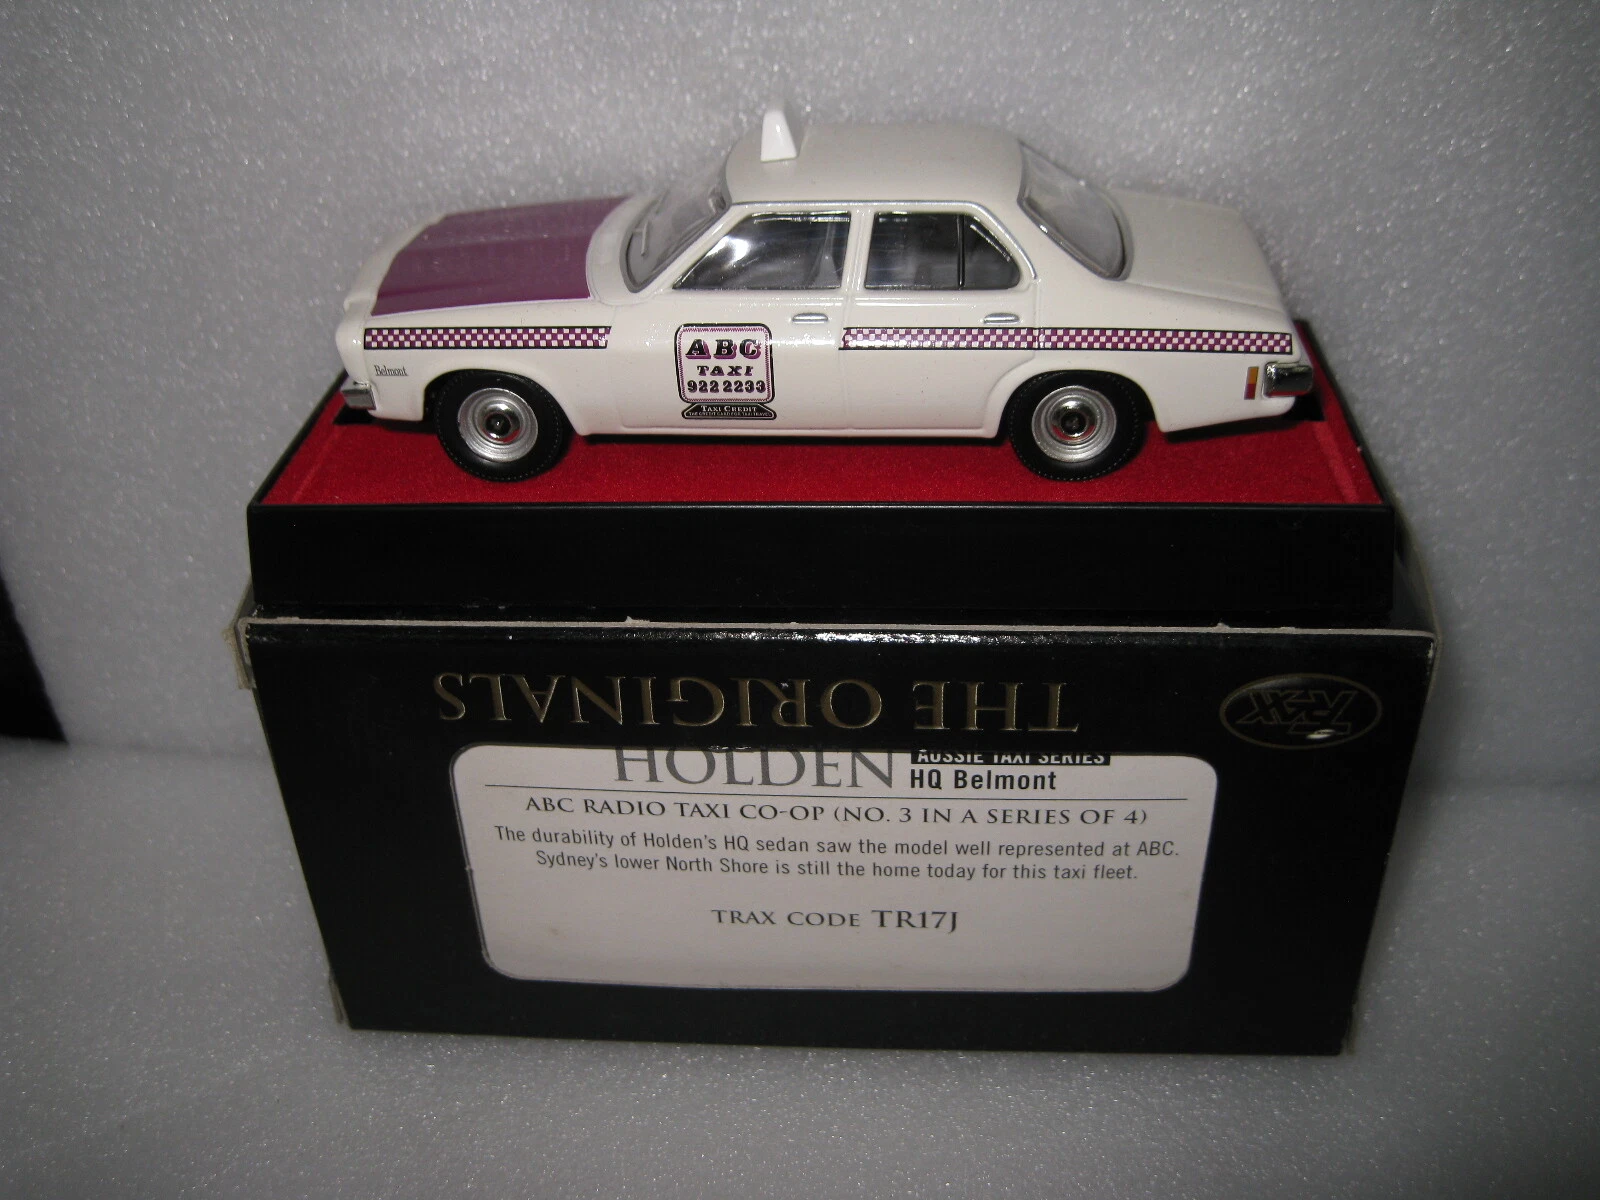 Belmont
ABC
TAXI
9222233
TAXI CREDIT
THE ORIGINALS
TRAX
HOLDEN
AUSSIE TAXI SERIES
HQ Belmont
ABC RADIO TAXI CO-OP (NO. 3 IN A SERIES OF 4)
The durability of Holden's HQ sedan saw the model well represented at ABC.
Sydney's lower North Shore is still the home today for this taxi fleet.
TRAX CODE TR17J